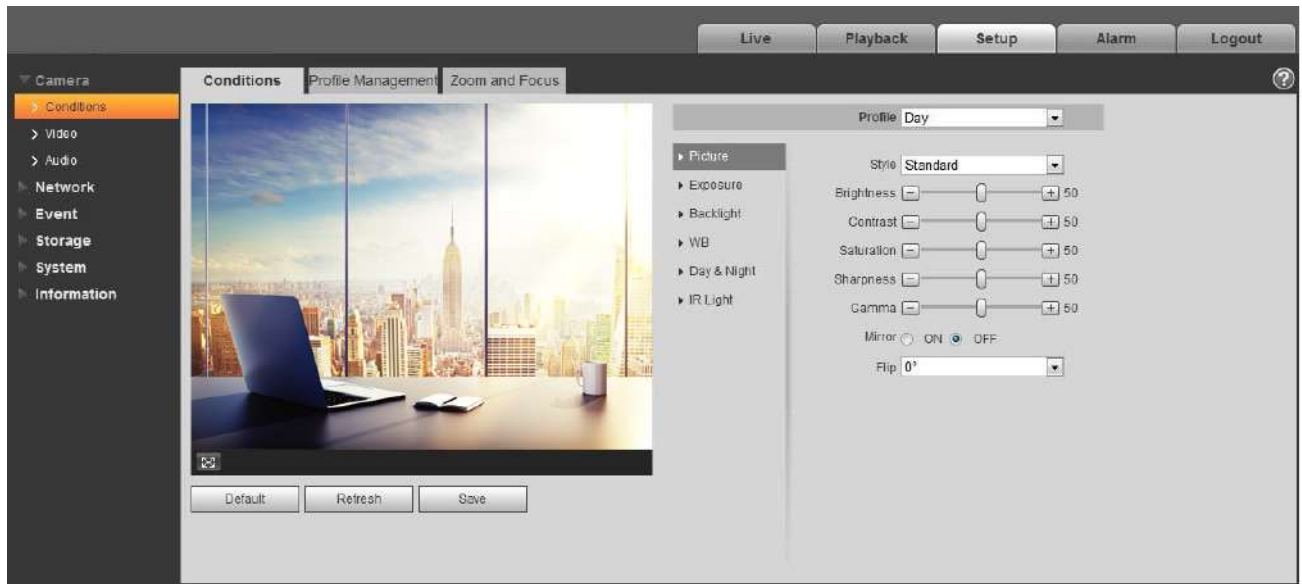 Live
Playback
Setup
Alarm
Logout
Camera
Conditions
Video
Audio
Network
Event
Storage
System
Information
Conditions
Profile Management
Zoom and Focus
Default
Refresh
Save
Picture
Exposure
Backlight
WB
Day & Night
IR Light
Profile Day
Style Standard
Brightness 50
Contrast 50
Saturation 50
Sharpness 50
Gamma 50
Mirror ON OFF
Flip 0°